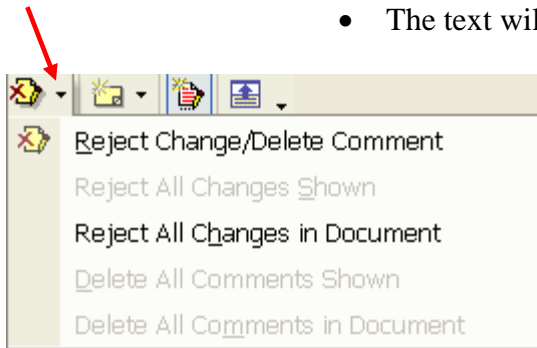 • The text wil
Reject Change/Delete Comment
Reject All Changes Shown
Reject All Changes in Document
Delete All Comments Shown
Delete All Comments in Document